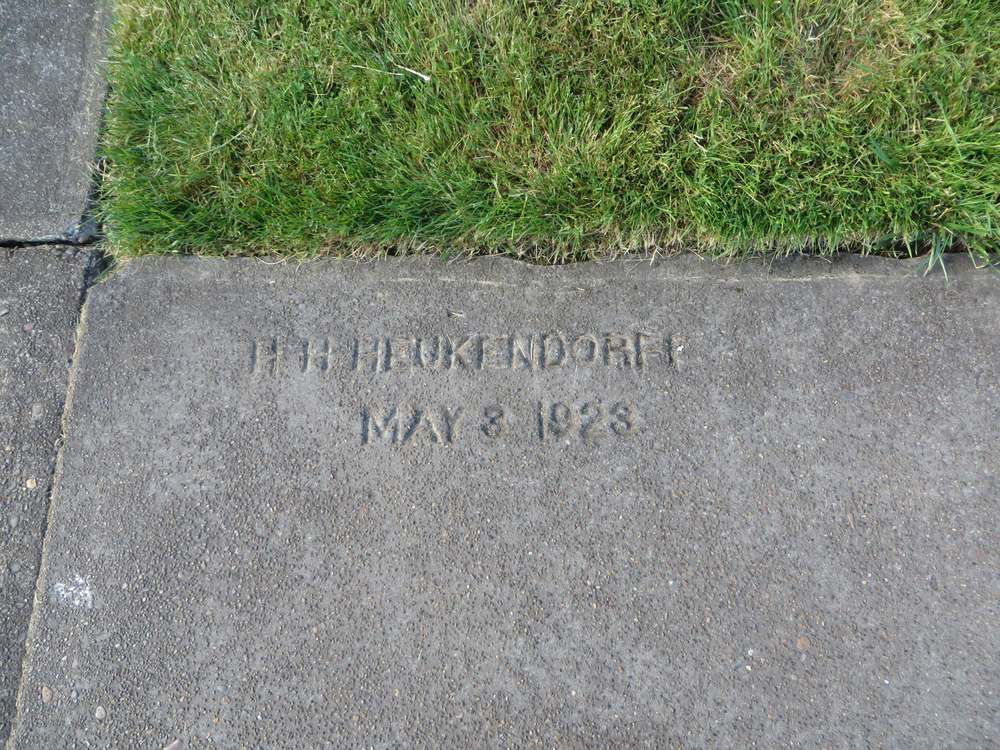 H H HEUKENDORFF
MAY 3 1923